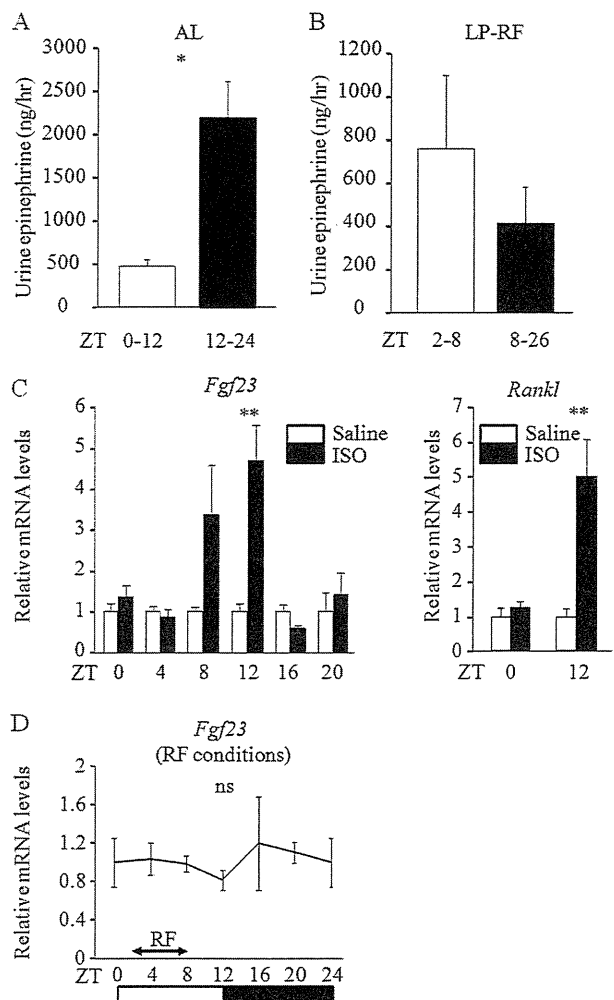 A
AL
3000
2500
2000
1500
1000
500
0
Urine epinephrine (ng/hr)
*
ZT 0-12 12-24
B
LP-RF
1200
1000
800
600
400
200
0
Urine epinephrine (ng/hr)
ZT 2-8 8-26
C
Fgf23
6
5
4
3
2
1
0
Relative mRNA levels
**
Saline
ISO
ZT 0 4 8 12 16 20
Rankl
7
6
5
4
3
2
1
0
Relative mRNA levels
**
Saline
ISO
ZT 0 12
D
Fgf23
(RF conditions)
ns
2
1.6
1.2
0.8
0.4
0
Relative mRNA levels
RF
ZT 0 4 8 12 16 20 24